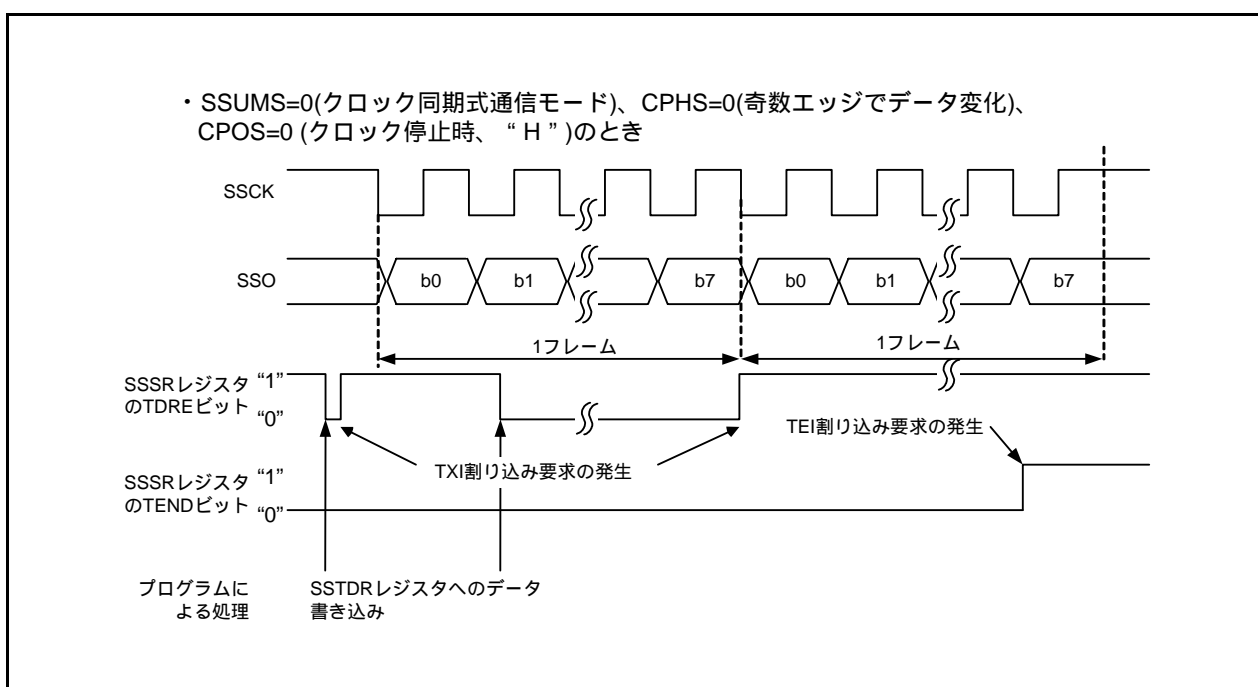 ・SSUMS=0(クロック同期式通信モード)、CPHS=0(奇数エッジでデータ変化)、
CPOS=0 (クロック停止時、“H”)のとき
SSCK
SSO
b0
b1
b7
b0
b1
b7
1フレーム
1フレーム
SSSRレジスタ
のTDREビット
“1”
“0”
TEI割り込み要求の発生
TXI割り込み要求の発生
SSSRレジスタ
のTENDビット
“1”
“0”
プログラムに
よる処理
SSTDRレジスタへのデータ
書き込み